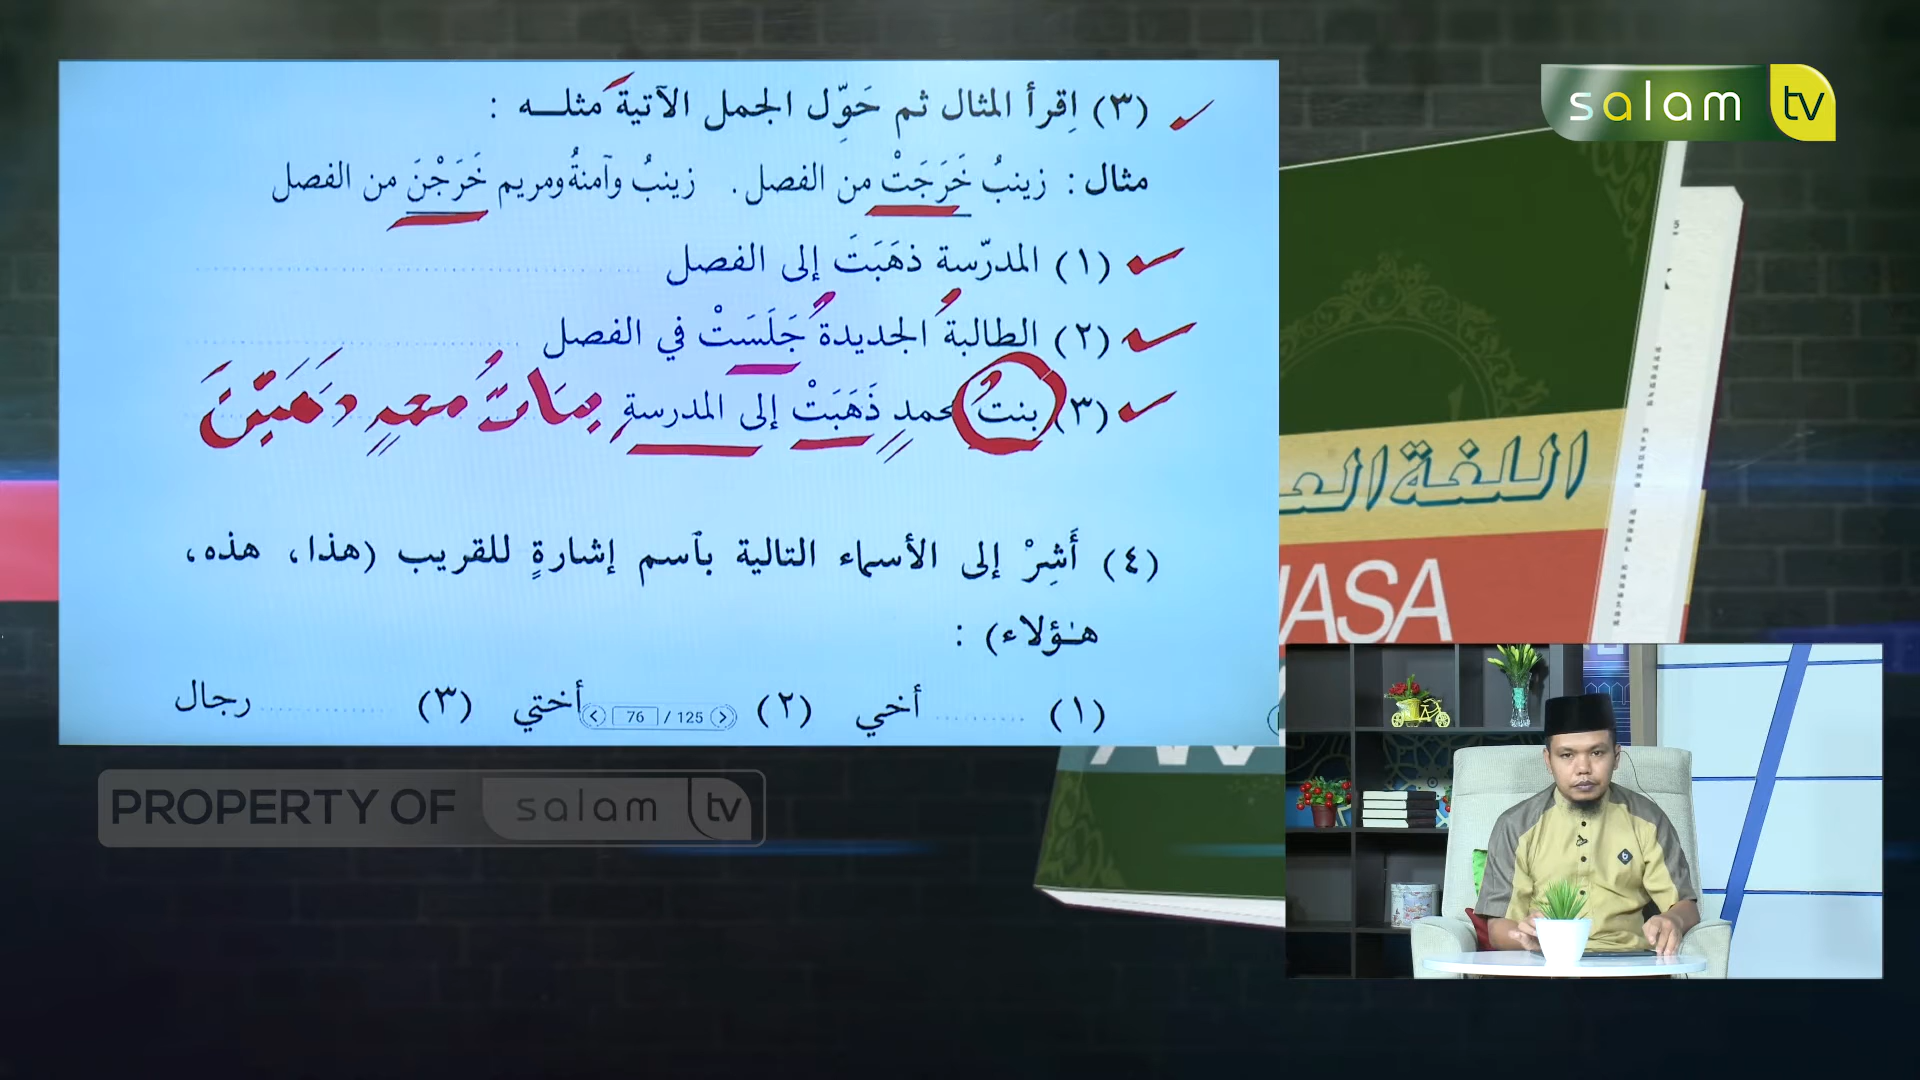 salam tv
(٣) اِقرأ المثال ثم حَوِّل الجمل الآتيةَ مثلـــه :
مثال : زينبُ خَرَجَتْ من الفصل . زينبُ وآمنةُ ومريم خَرَجْنَ من الفصل
(١) المدرّسة ذهَبَتَ إلى الفصل ........................
(٢) الطالبةُ الجديدةُ جَلَسَتْ في الفصل ........................
(٣) بنتُ محمدٍ ذَهَبَتْ إلى المدرسةِ بناتُ محمدٍ ذَهَبْنَ
(٤) أَشِرْ إلى الأسماء التالية بٱسم إشارةٍ للقريب (هذا، هذه،
هـٰؤلاء) :
(١) ............ أخي (٢) أختي (٣) ................ رجال
76 / 125
اللغة الع
WASA
PROPERTY OF salam tv